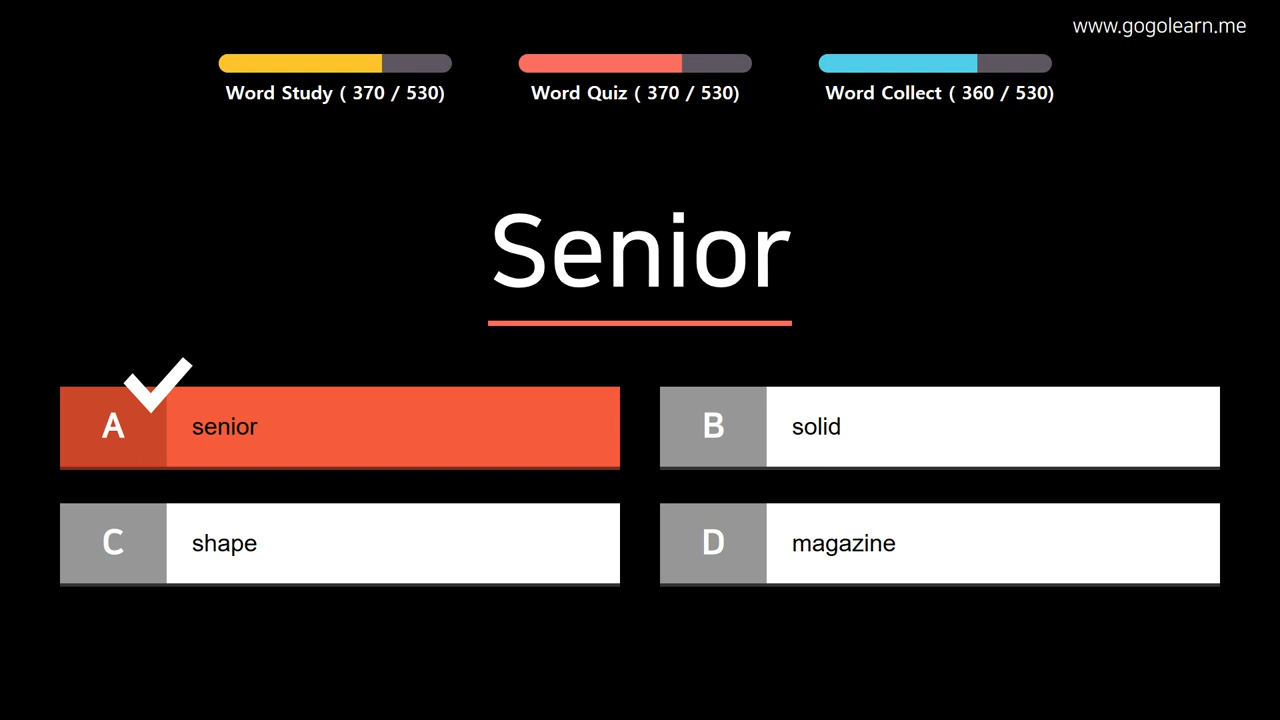 www.gogolearn.me
Word Study ( 370 / 530)
Word Quiz ( 370 / 530)
Word Collect ( 360 / 530)
Senior
A senior
B solid
C shape
D magazine